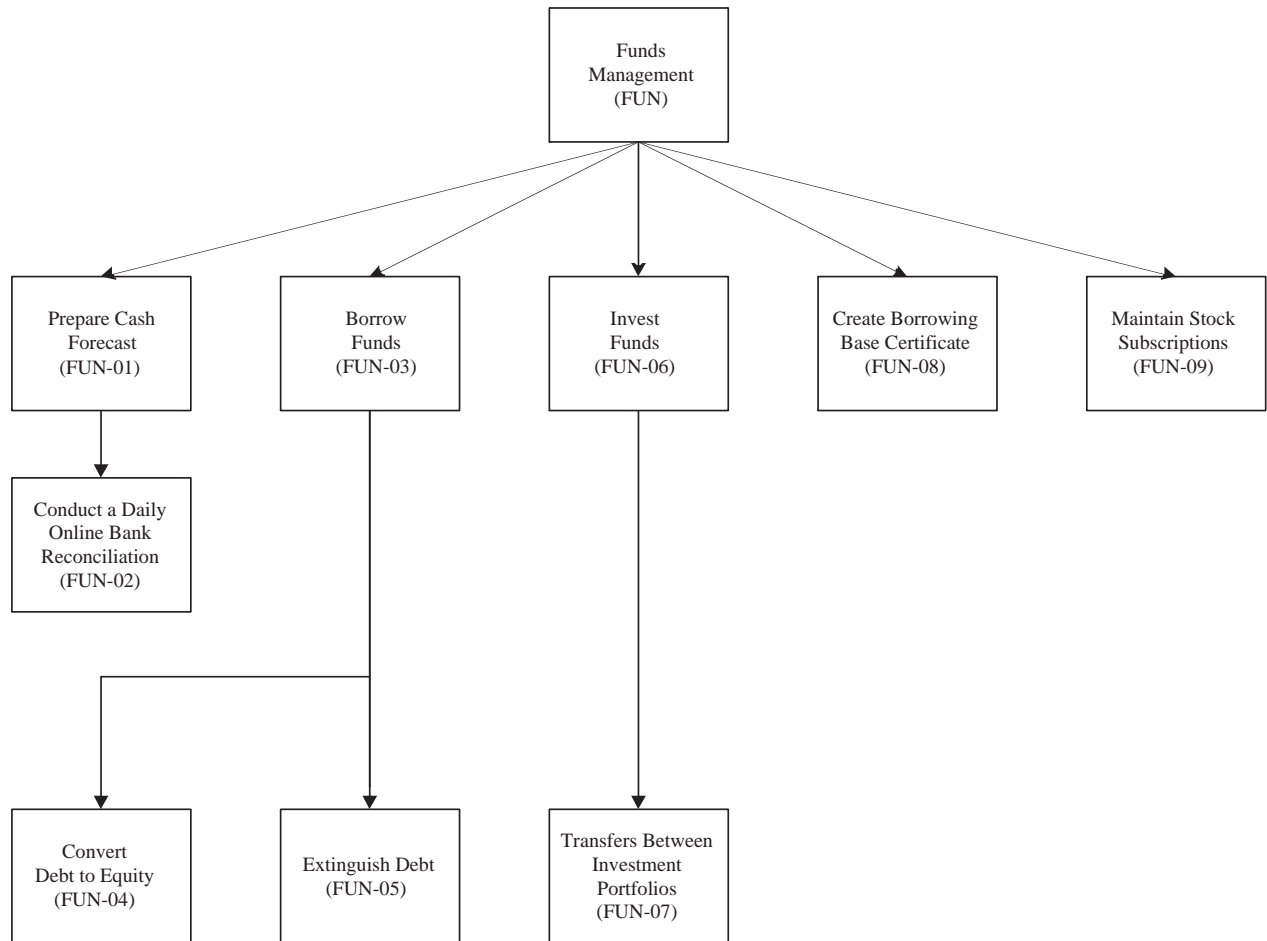 Funds
Management
(FUN)
Prepare Cash
Forecast
(FUN-01)
Borrow
Funds
(FUN-03)
Invest
Funds
(FUN-06)
Create Borrowing
Base Certificate
(FUN-08)
Maintain Stock
Subscriptions
(FUN-09)
Conduct a Daily
Online Bank
Reconciliation
(FUN-02)
Convert
Debt to Equity
(FUN-04)
Extinguish Debt
(FUN-05)
Transfers Between
Investment
Portfolios
(FUN-07)